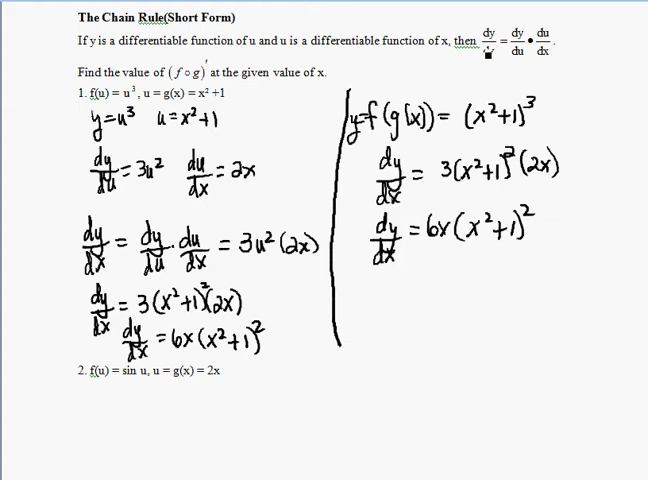 The Chain Rule(Short Form)
If y is a differentiable function of u and u is a differentiable function of x, then dy/dx = dy/du • du/dx.
Find the value of (f∘g)' at the given value of x.
1. f(u) = u³, u = g(x) = x² +1
y=u³ u=x²+1
dy/du = 3u² du/dx = 2x
dy/dx = dy/du · du/dx = 3u²(2x)
dy/dx = 3(x²+1)²(2x)
dy/dx = 6x(x²+1)²
y=f(g(x)) = (x²+1)³
dy/dx = 3(x²+1)²(2x)
dy/dx = 6x(x²+1)²
2. f(u) = sin u, u = g(x) = 2x